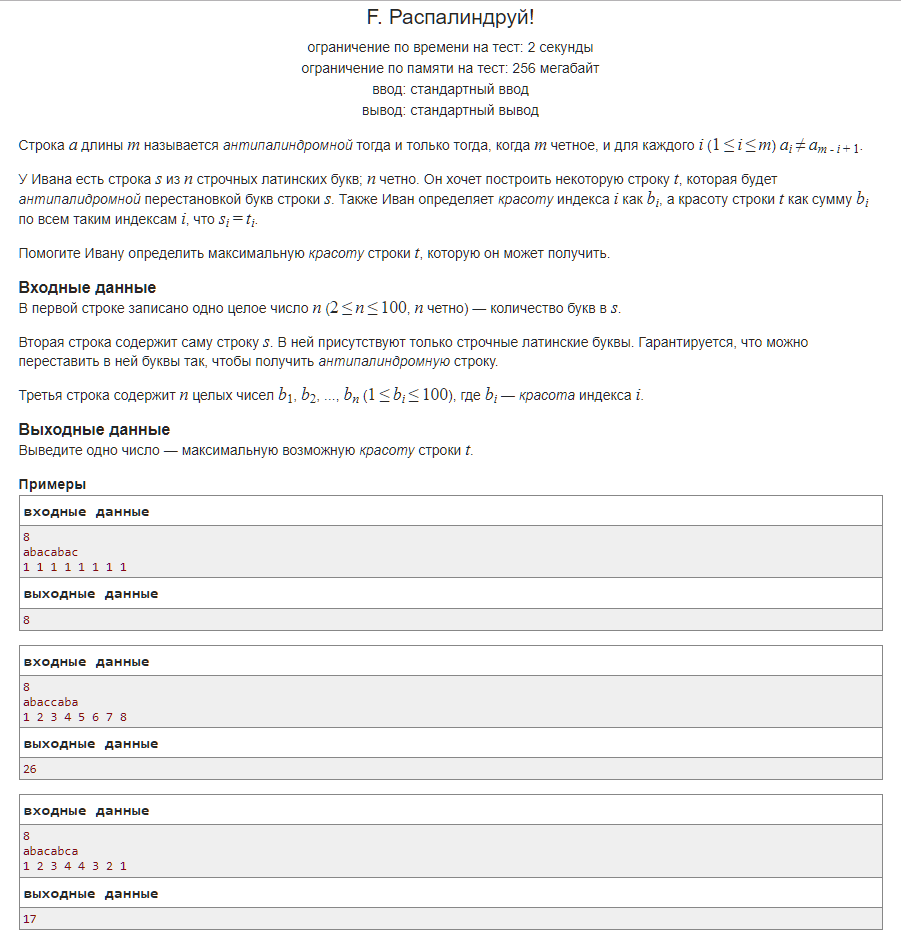 F. Распалиндруй!
ограничение по времени на тест: 2 секунды
ограничение по памяти на тест: 256 мегабайт
ввод: стандартный ввод
вывод: стандартный вывод
Строка a длины m называется антипалиндромной тогда и только тогда, когда m четное, и для каждого i (1 ≤ i ≤ m) a_i ≠ a_{m - i + 1}.
У Ивана есть строка s из n строчных латинских букв; n четно. Он хочет построить некоторую строку t, которая будет
антипалидромной перестановкой букв строки s. Также Иван определяет красоту индекса i как b_i, а красоту строки t как сумму b_i
по всем таким индексам i, что s_i = t_i.
Помогите Ивану определить максимальную красоту строки t, которую он может получить.
Входные данные
В первой строке записано одно целое число n (2 ≤ n ≤ 100, n четно) — количество букв в s.
Вторая строка содержит саму строку s. В ней присутствуют только строчные латинские буквы. Гарантируется, что можно
переставить в ней буквы так, чтобы получить антипалиндромную строку.
Третья строка содержит n целых чисел b_1, b_2, ..., b_n (1 ≤ b_i ≤ 100), где b_i — красота индекса i.
Выходные данные
Выведите одно число — максимальную возможную красоту строки t.
Примеры
входные данные
8
abacabac
1 1 1 1 1 1 1 1
выходные данные
8
входные данные
8
abaccaba
1 2 3 4 5 6 7 8
выходные данные
26
входные данные
8
abacabca
1 2 3 4 4 3 2 1
выходные данные
17